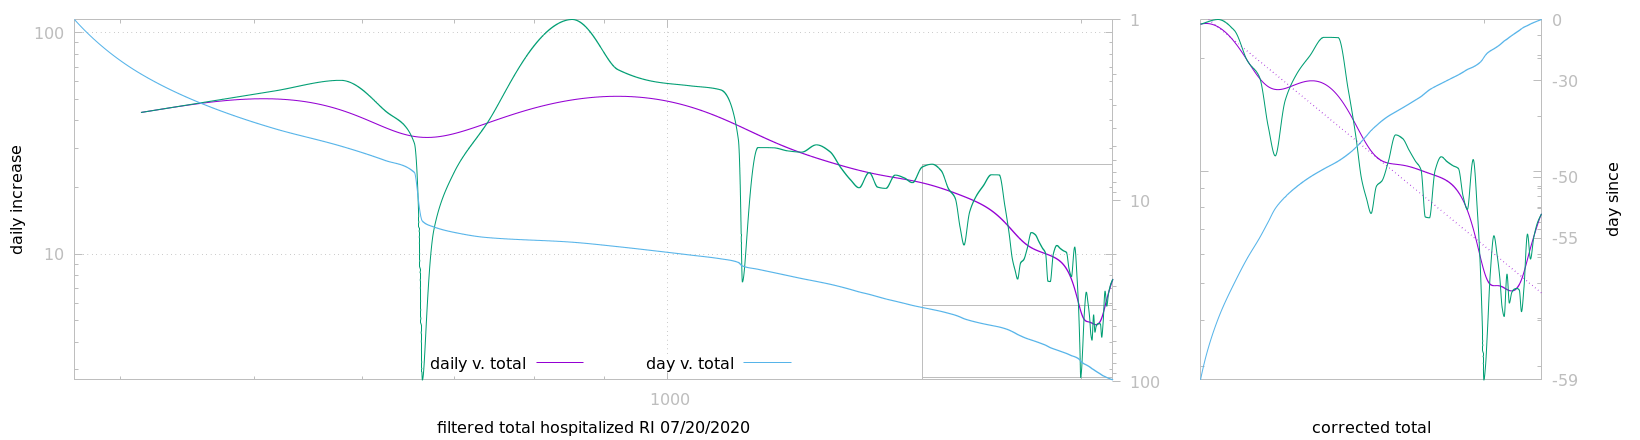 100
10
daily increase
daily v. total
day v. total
1
10
100
1000
filtered total hospitalized RI 07/20/2020
0
-30
-50
-55
-59
day since
corrected total